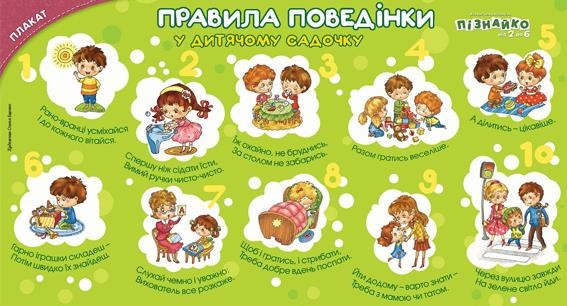 ПЛАКАТ
ПРАВИЛА ПОВЕДІНКИ
У ДИТЯЧОМУ САДОЧКУ
ПІЗНАЙКО
від 2 до 6
1
Рано-вранці усміхайся
І до кожного вітайся.
2
Спершу ніж сідати їсти,
Вимий ручки чисто-чисто.
3
Їж охайно, не бруднись,
За столом не забарись.
4
Разом гратись веселіше,
5
А ділитись – цікавіше.
6
Гарно іграшки складеш –
Потім швидко їх знайдеш.
7
Слухай чемно і уважно:
Вихователь все розкаже.
8
Щоб і гратись, і стрибати,
Треба добре вдень поспати.
9
Йти додому – варто знати –
Треба з мамою чи татом.
10
Через вулицю завжди
На зелене світло йди.